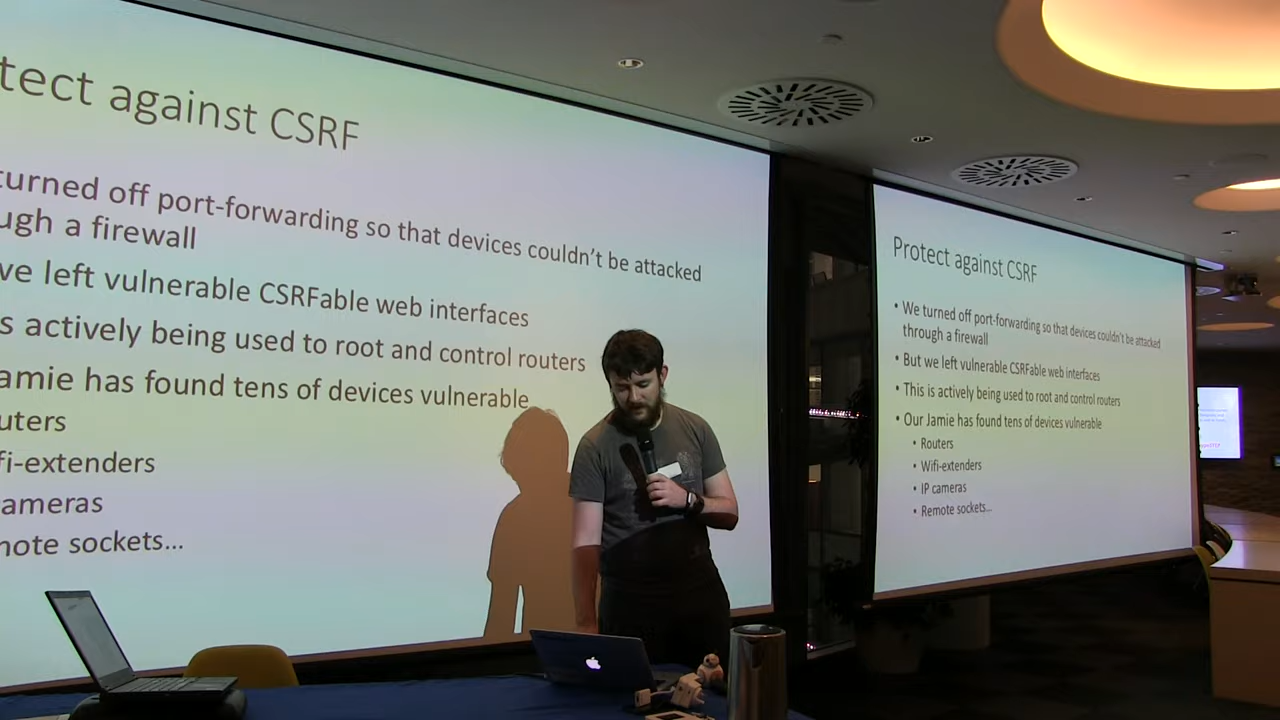 tect against CSRF
turned off port-forwarding so that devices couldn't be attacked
ugh a firewall
ve left vulnerable CSRFable web interfaces
s actively being used to root and control routers
amie has found tens of devices vulnerable
uters
fi-extenders
ameras
note sockets...
Protect against CSRF
• We turned off port-forwarding so that devices couldn't be attacked
through a firewall
• But we left vulnerable CSRFable web interfaces
• This is actively being used to root and control routers
• Our Jamie has found tens of devices vulnerable
• Routers
• Wifi-extenders
• IP cameras
• Remote sockets...